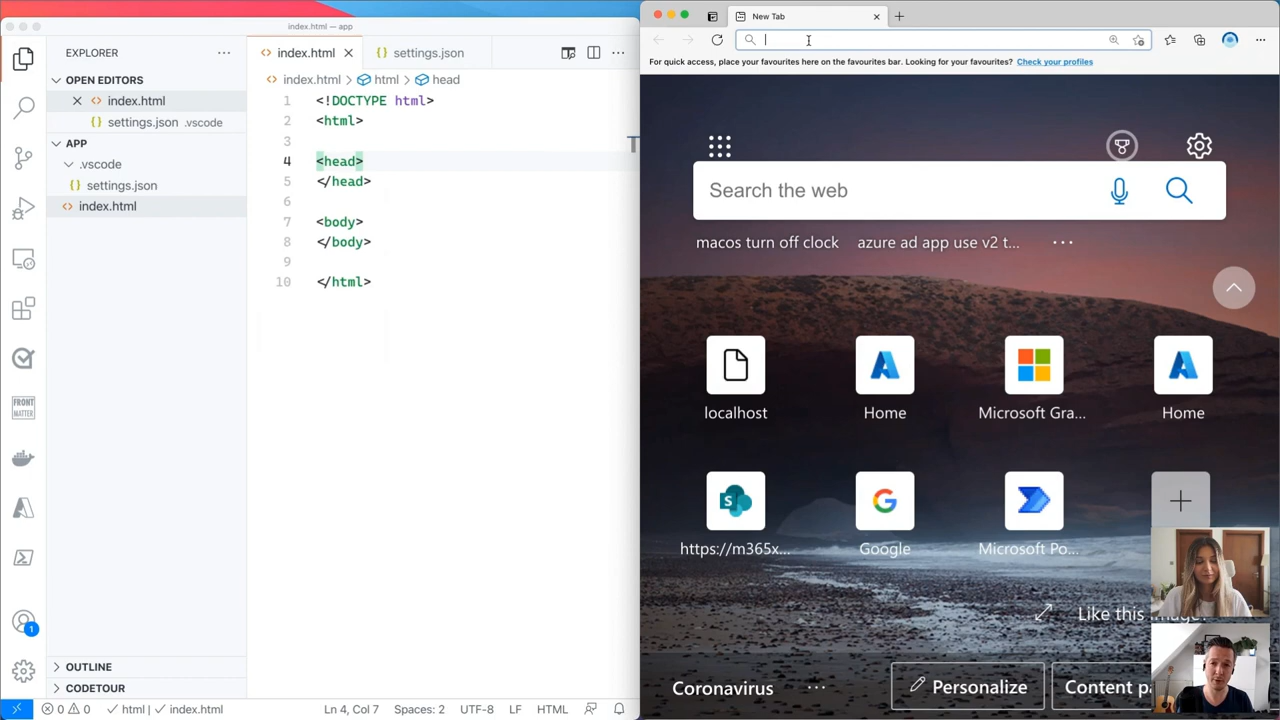 index.html — app
EXPLORER
OPEN EDITORS
index.html
settings.json .vscode
APP
.vscode
settings.json
index.html
OUTLINE
CODETOUR
FRONT
MATTER
1
index.html
settings.json
index.html > html > head
1 <!DOCTYPE html>
2 <html>
3
4 <head>
5 </head>
6
7 <body>
8 </body>
9
10 </html>
0 0 html | index.html Ln 4, Col 7 Spaces: 2 UTF-8 LF HTML
New Tab
For quick access, place your favourites here on the favourites bar. Looking for your favourites? Check your profiles
Search the web
macos turn off clock azure ad app use v2 t...
localhost Home Microsoft Gra... Home
S
G
https://m365x... Google Microsoft Po...
Like this image?
Coronavirus Personalize Content